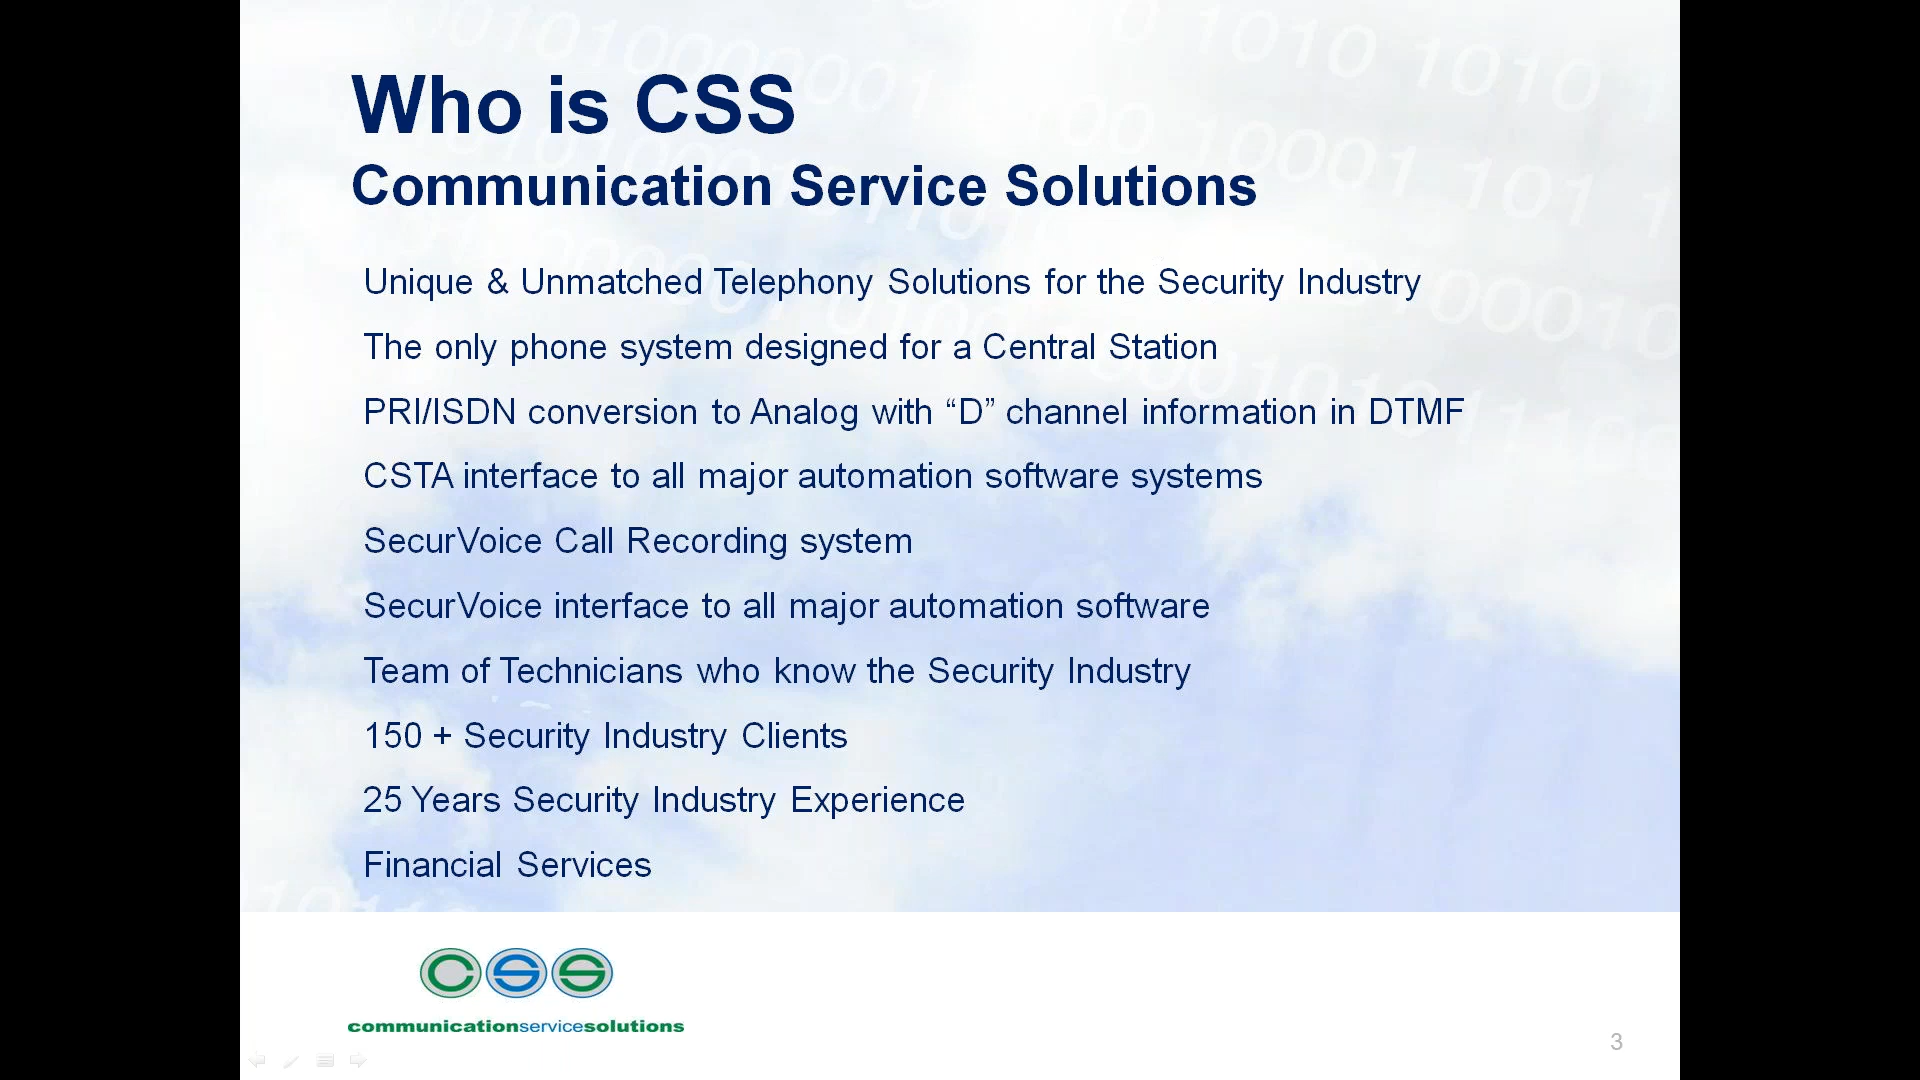 Who is CSS
Communication Service Solutions
Unique & Unmatched Telephony Solutions for the Security Industry
The only phone system designed for a Central Station
PRI/ISDN conversion to Analog with “D” channel information in DTMF
CSTA interface to all major automation software systems
SecurVoice Call Recording system
SecurVoice interface to all major automation software
Team of Technicians who know the Security Industry
150 + Security Industry Clients
25 Years Security Industry Experience
Financial Services
CSS
communicationservicesolutions
3